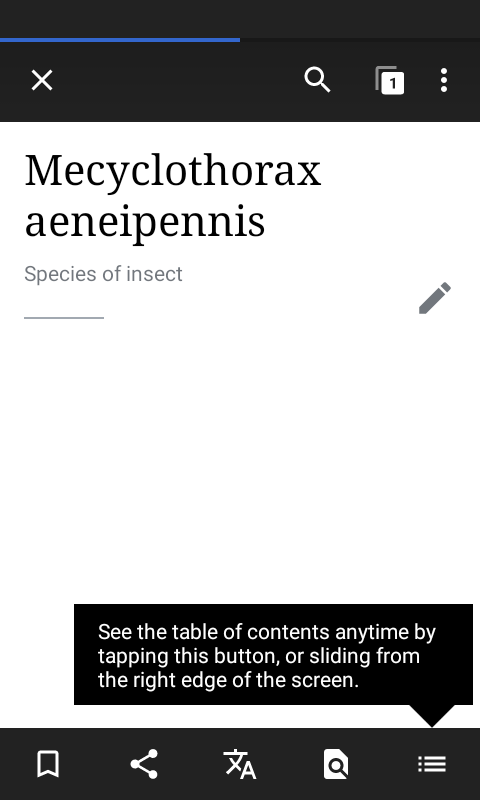 1
Mecyclothorax
aeneipennis
Species of insect
See the table of contents anytime by
tapping this button, or sliding from
the right edge of the screen.